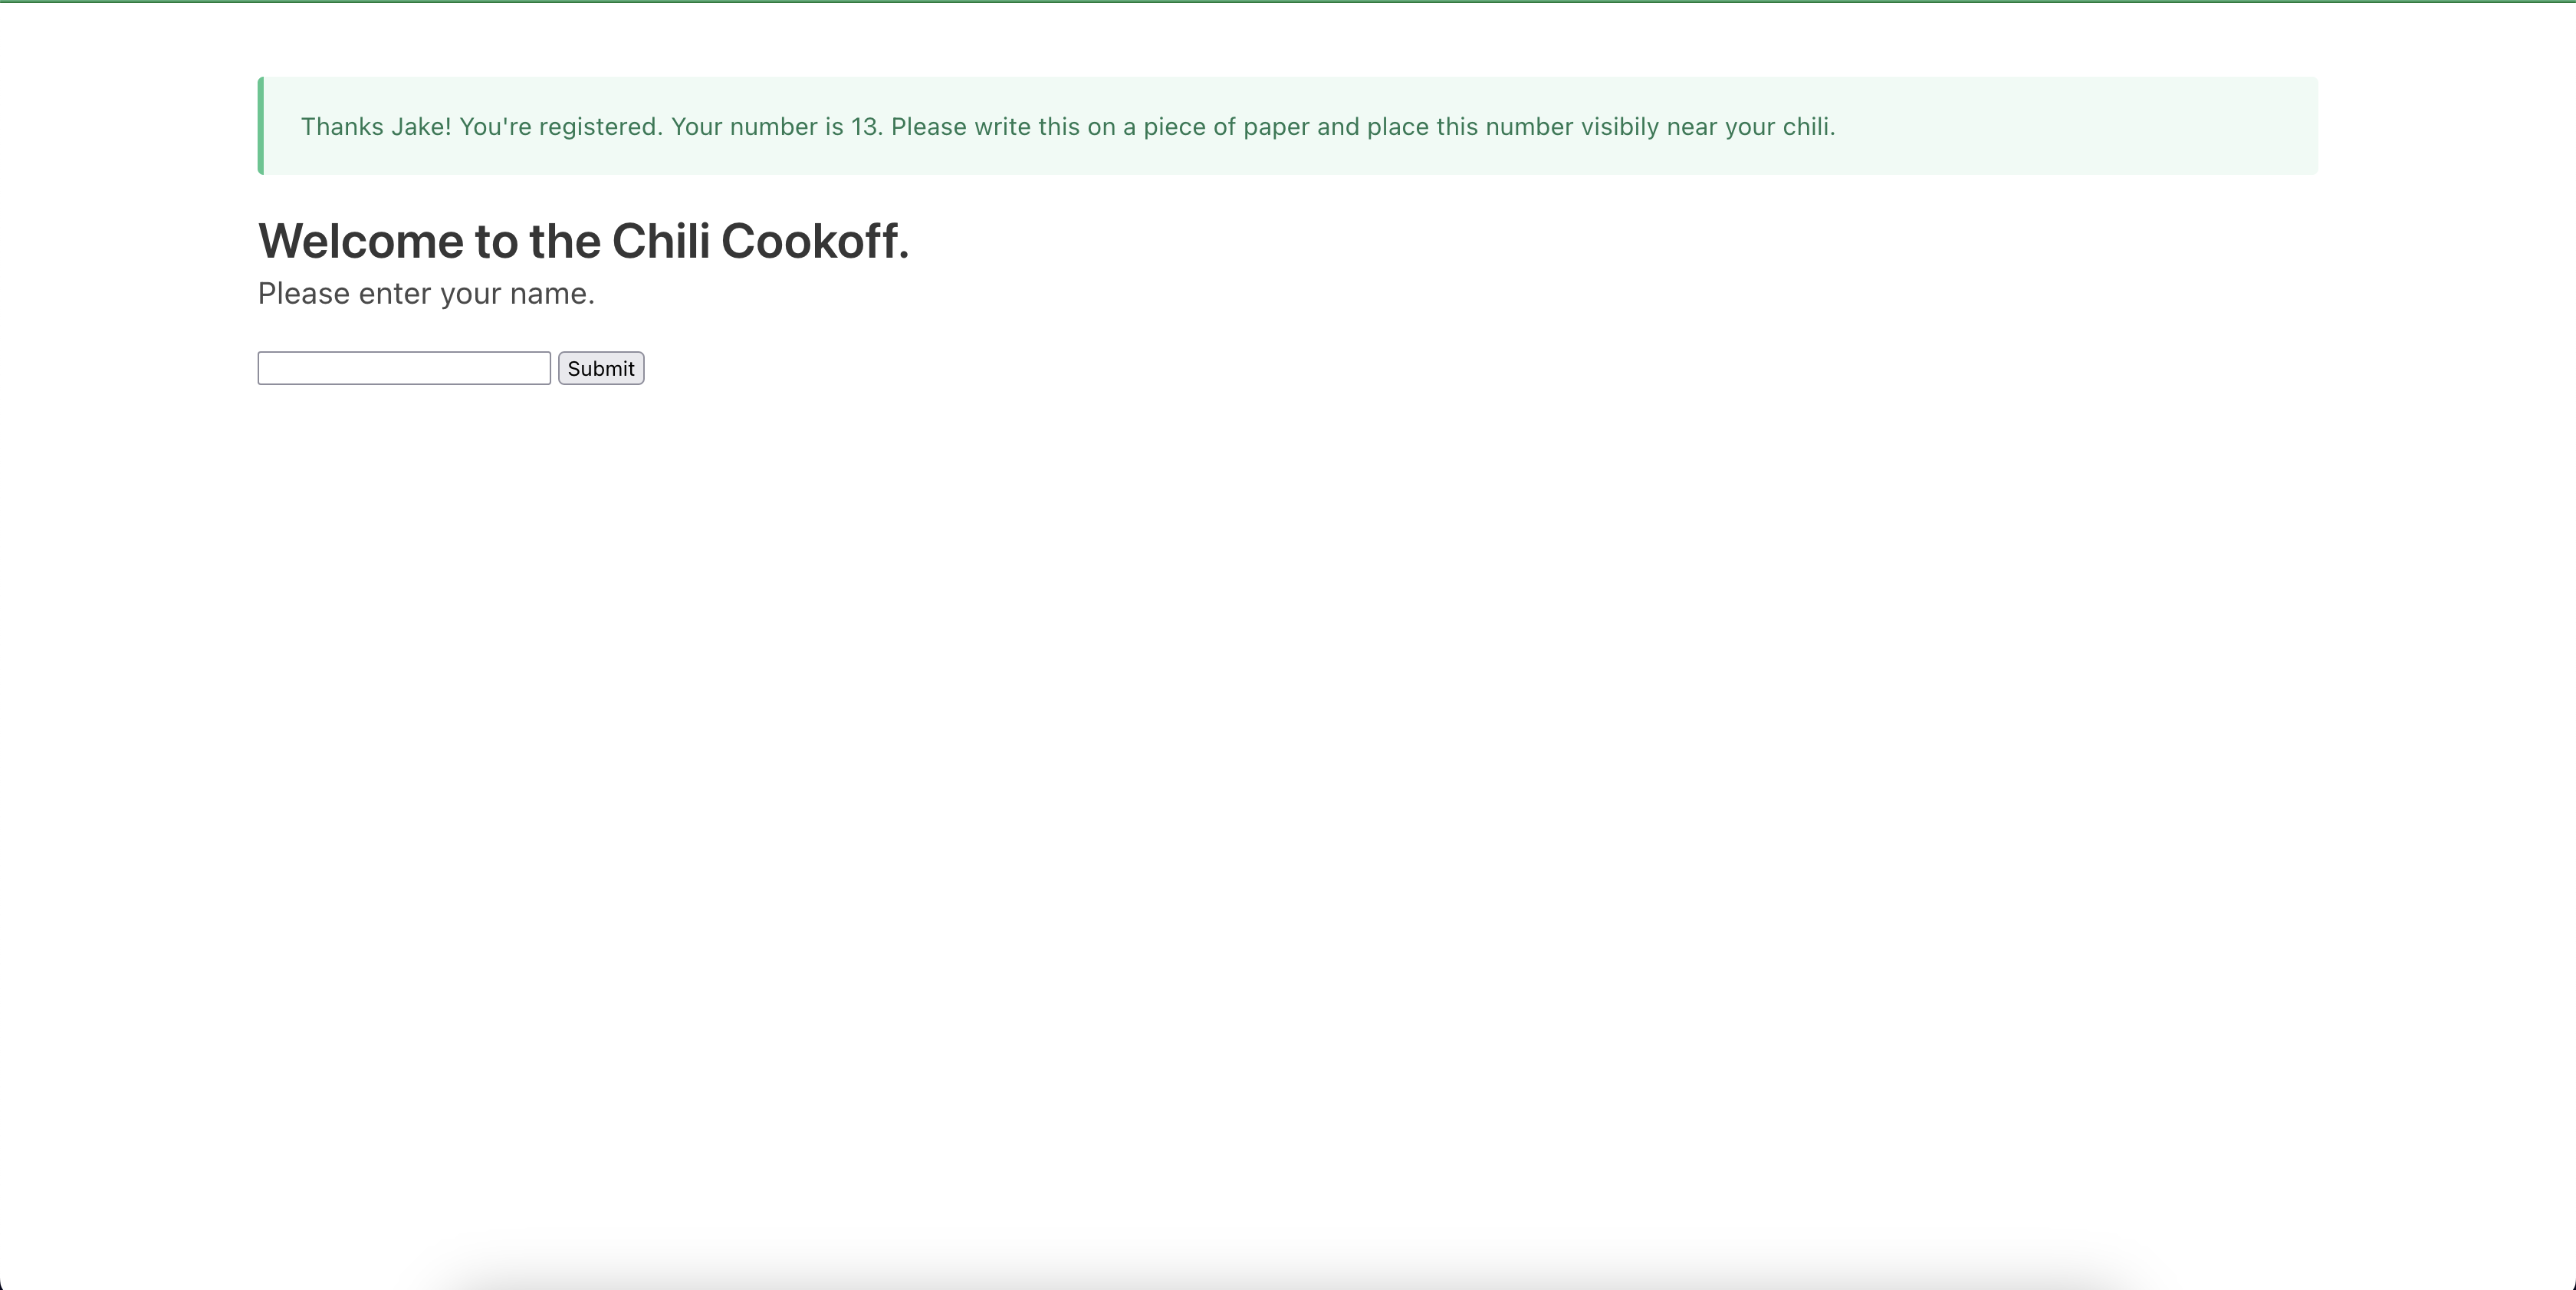 Thanks Jake! You're registered. Your number is 13. Please write this on a piece of paper and place this number visibily near your chili.
Welcome to the Chili Cookoff.
Please enter your name.
Submit